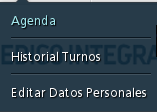 Agenda
Historial Turnos
Editar Datos Personales